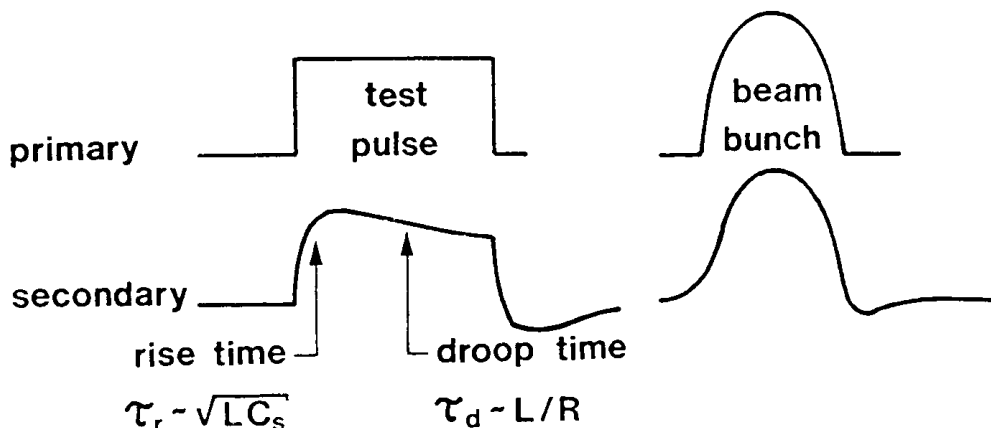 test
pulse
beam
bunch
primary
secondary
rise time
droop time
τr ~ √LCs
τd ~ L/R